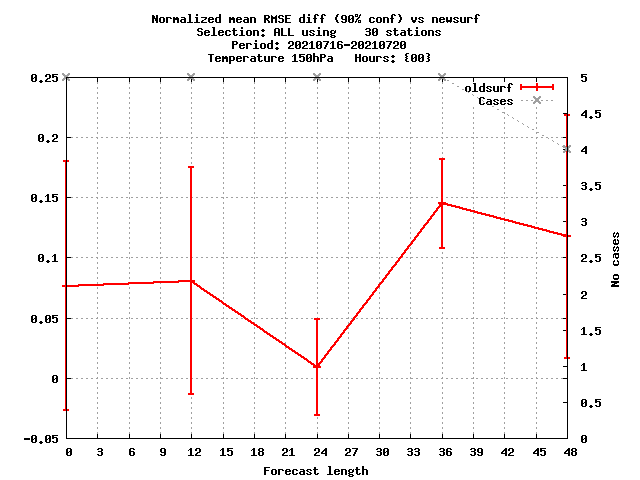 Normalized mean RMSE diff (90% conf) vs newsurf
Selection: ALL using    30 stations
Period: 20210716-20210720
Temperature 150hPa   Hours: {00}
oldsurf
Cases
0.25
0.2
0.15
0.1
0.05
0
-0.05
5
4.5
4
3.5
3
2.5
2
1.5
1
0.5
0
No cases
0 3 6 9 12 15 18 21 24 27 30 33 36 39 42 45 48
Forecast length